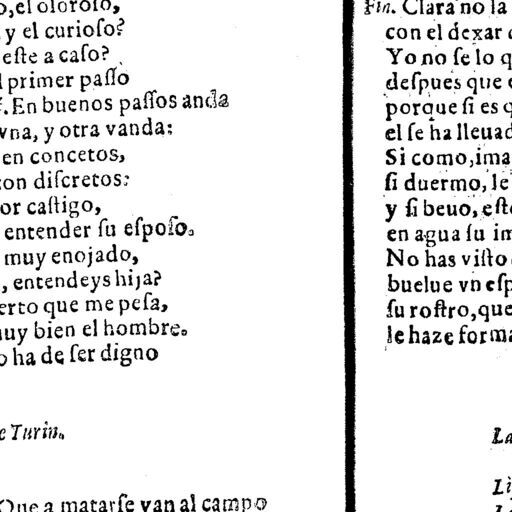 o, el oloroſo,
y el curioſo?
eſte a caſo?
l primer paſſo
En buenos paſſos anda
vna, y otra vanda:
en concetos,
con diſcretos:
or caſtigo,
entender ſu eſpoſo.
muy enojado,
, entendeys hija?
erto que me peſa,
uy bien el hombre.
o ha de ſer digno
e Turin.
Que a matarſe van al campo
Fin. Clara no la
con el dexar
Yo no ſe lo q
deſpues que
porque ſi es q
el ſe ha lleuad
Si como, ima
ſi duermo, le
y ſi beuo, eſt
en agua ſu im
No has viſto
buelue vn eſp
ſu roſtro, que
le haze forma
La
Li